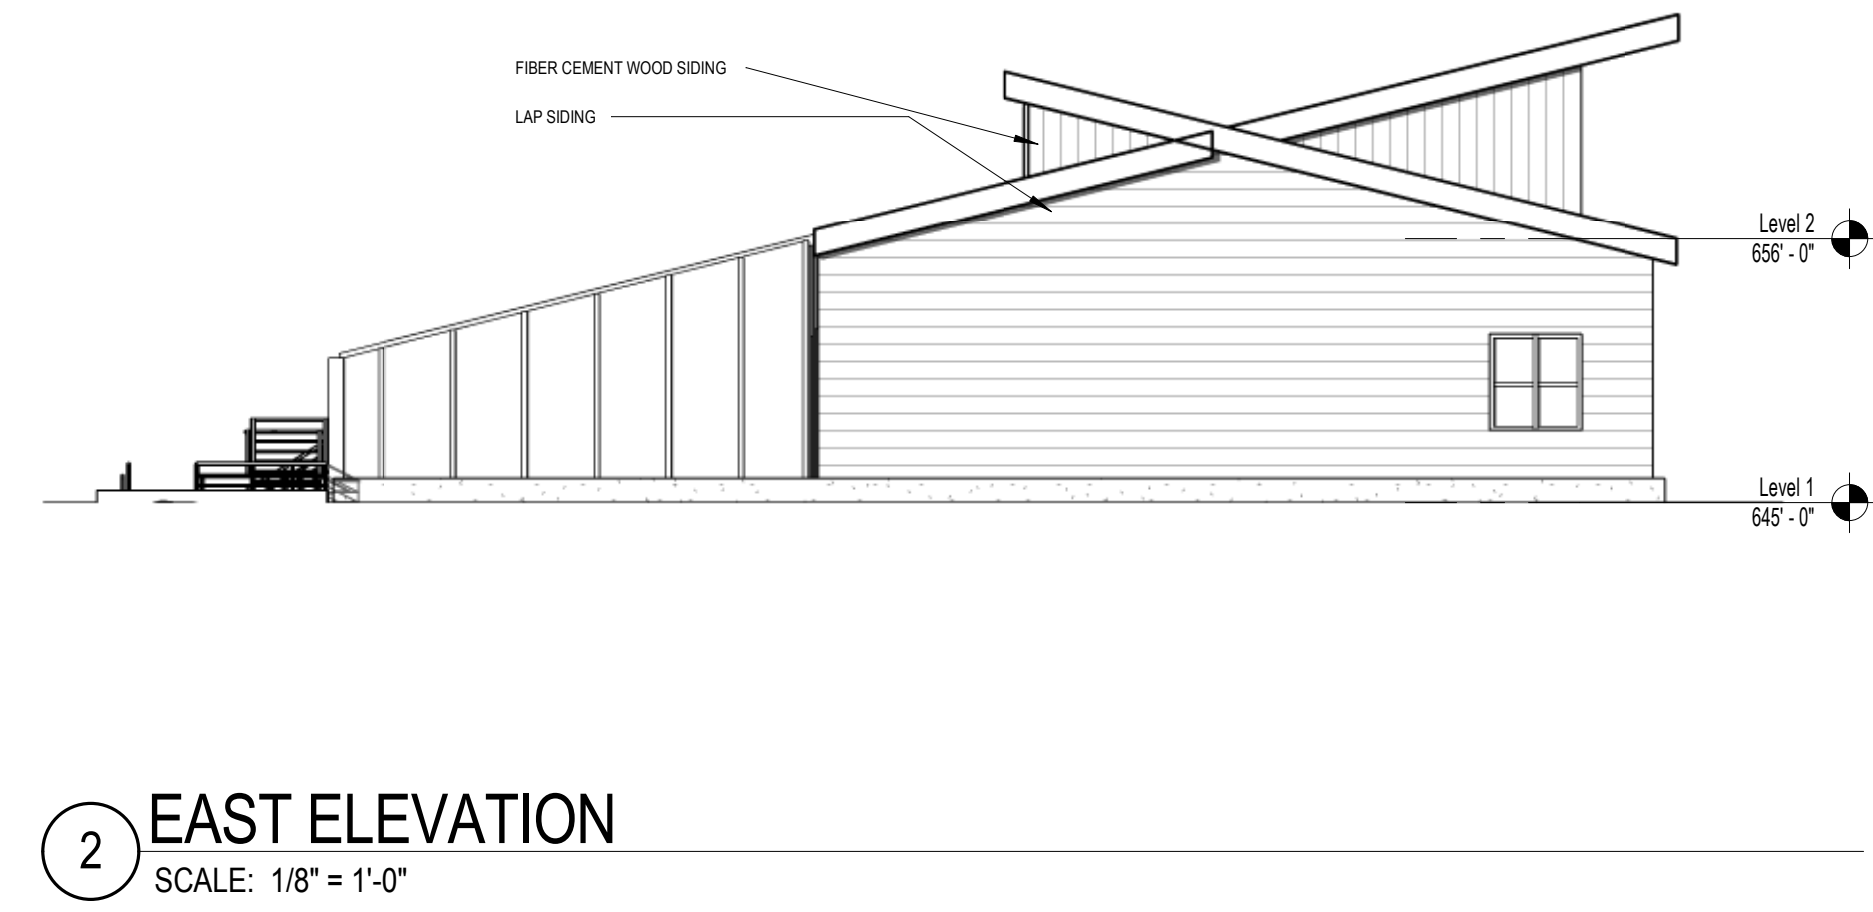 FIBER CEMENT WOOD SIDING
LAP SIDING
Level 2
656' - 0"
Level 1
645' - 0"
2
EAST ELEVATION
SCALE: 1/8" = 1'-0"